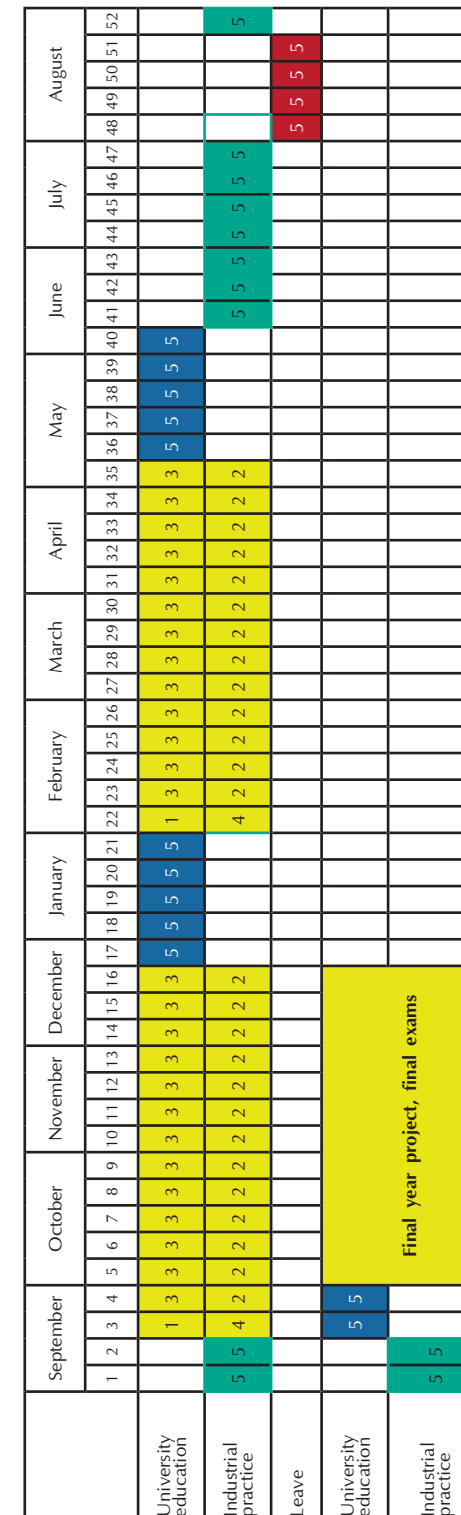 September October November December January February March April May June July August
1 2 3 4 5 6 7 8 9 10 11 12 13 14 15 16 17 18 19 20 21 22 23 24 25 26 27 28 29 30 31 32 33 34 35 36 37 38 39 40 41 42 43 44 45 46 47 48 49 50 51 52
University
education
1 3 3 3 3 3 3 3 3 3 3 3 3 3 5 5 5 5 5 1 3 3 3 3 3 3 3 3 3 3 3 3 3 5 5 5 5 5
Industrial
practice
5 5 4 2 2 2 2 2 2 2 2 2 2 2 2 2 4 2 2 2 2 2 2 2 2 2 2 2 2 2 5 5 5 5 5 5 5 5
Leave
5 5 5 5
University
education
5 5
Final year project, final exams
Industrial
practice
5 5